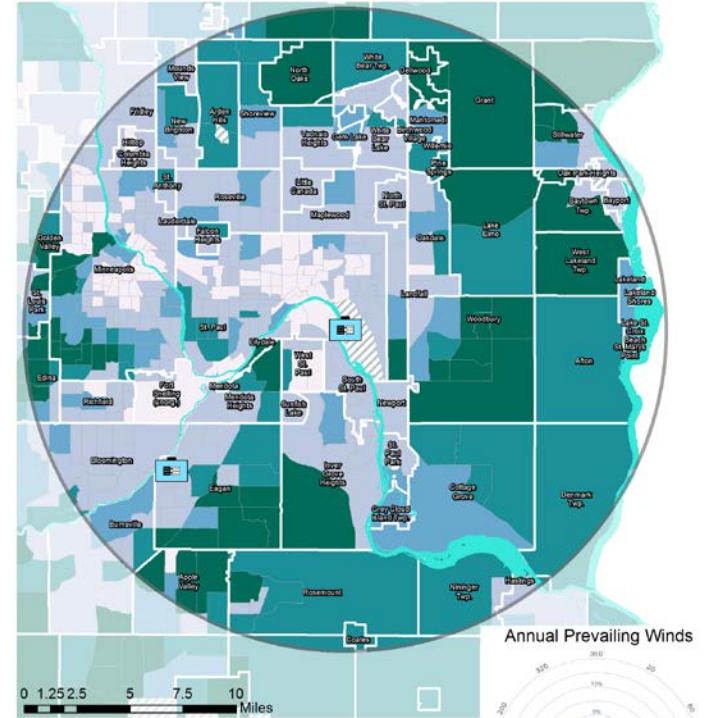 Mounds
View
North
Oaks
White
Bear Twp.
Dellwood
Grant
Fridley
New
Brighton
Arden
Hills
Shoreview
Vadnais
Heights
Gem Lake
White
Bear
Lake
Mahtomedi
Birchwood
Village
Willernie
Stillwater
Hilltop
Columbia
Heights
St.
Anthony
Roseville
Little
Canada
North
St. Paul
Pine
Springs
Oak Park Heights
Baytown
Twp.
Bayport
Lauderdale
Falcon
Heights
Maplewood
Oakdale
Lake
Elmo
Golden
Valley
Minneapolis
West
Lakeland
Twp.
St.
Louis
Park
St. Paul
Landfall
Woodbury
Lakeland
Lakeland
Shores
Lake St.
Croix
Beach
St. Marys
Point
Lilydale
West
St.
Paul
Afton
Edina
Fort
Snelling
(unorg.)
Mendota
Mendota
Heights
South
St. Paul
Richfield
Sunfish
Lake
Newport
St.
Paul
Park
Bloomington
Eagan
Inver
Grove
Heights
Cottage
Grove
Denmark
Twp.
Grey Cloud
Island Twp.
Burnsville
Apple
Valley
Rosemount
Nininger
Twp.
Hastings
Coates
Annual Prevailing Winds
0 1.25 2.5 5 7.5 10
Miles